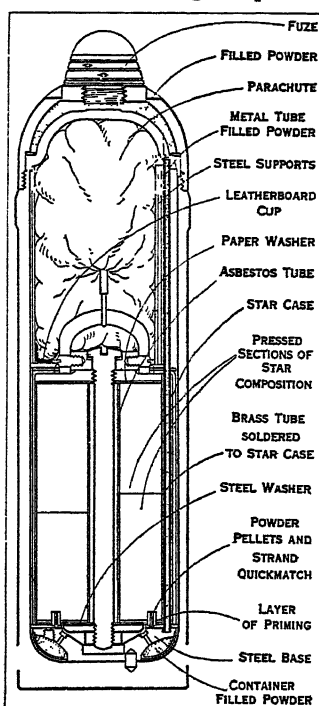 FUZE
FILLED POWDER
PARACHUTE
METAL TUBE
FILLED POWDER
STEEL SUPPORTS
LEATHERBOARD
CUP
PAPER WASHER
ASBESTOS TUBE
STAR CASE
PRESSED
SECTIONS OF
STAR
COMPOSITION
BRASS TUBE
SOLDERED
TO STAR CASE
STEEL WASHER
POWDER
PELLETS AND
STRAND
QUICKMATCH
LAYER
OF PRIMING
STEEL BASE
CONTAINER
FILLED POWDER